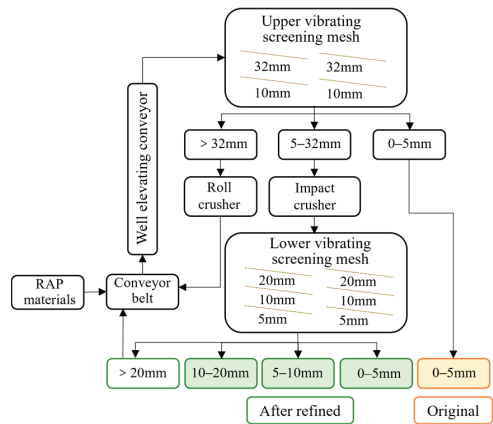 Upper vibrating
screening mesh
32mm 32mm
10mm 10mm
> 32mm 5–32mm 0–5mm
Roll
crusher
Impact
crusher
Well elevating conveyor
Lower vibrating
screening mesh
20mm 20mm
10mm 10mm
5mm 5mm
RAP
materials
Conveyor
belt
> 20mm 10–20mm 5–10mm 0–5mm 0–5mm
After refined Original